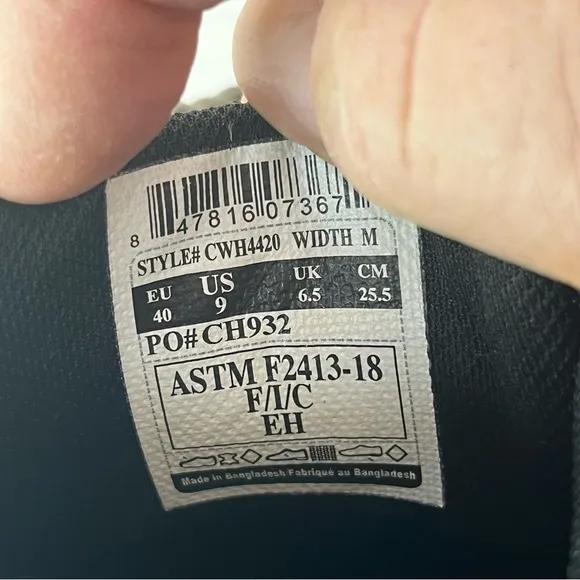 8 47816 07367
STYLE# CWH4420 WIDTH M
EU US UK CM
40 9 6.5 25.5
PO# CH932
ASTM F2413-18
F/I/C
EH
Made in Bangladesh Fabriqué au Bangladesh